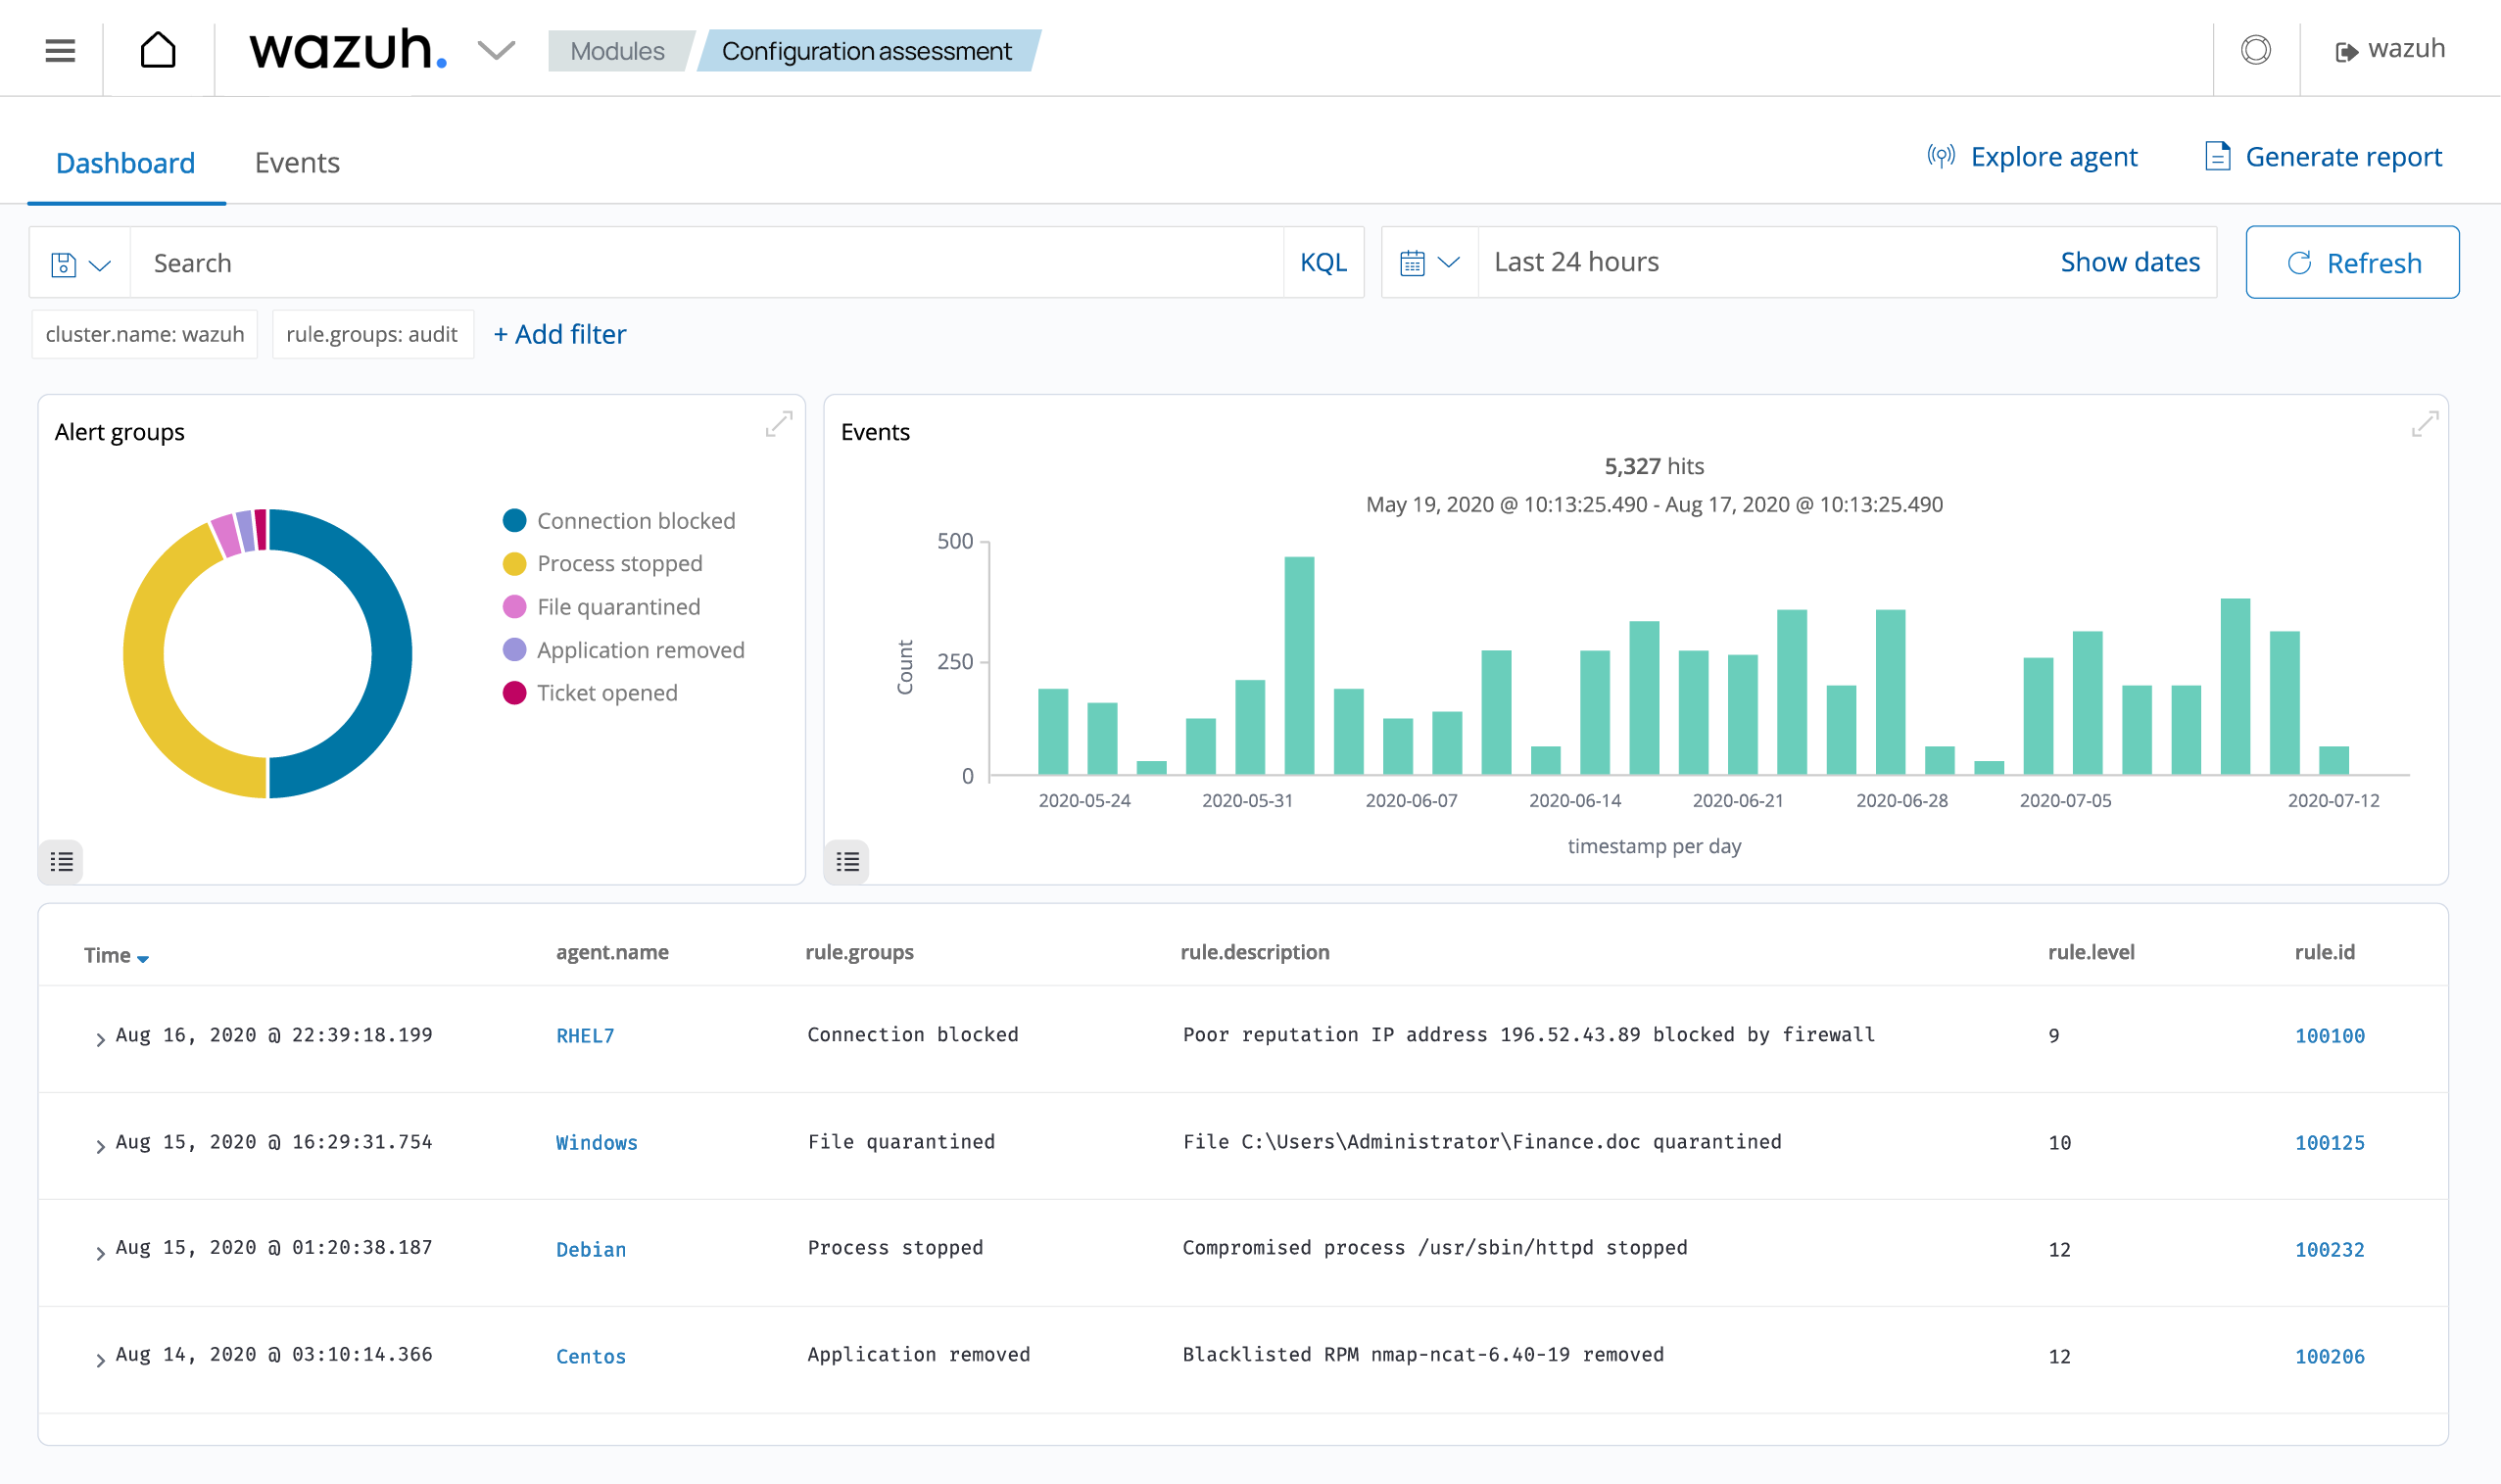 wazuh.
Modules
Configuration assessment
wazuh
Dashboard
Events
Explore agent
Generate report
Search
KQL
Last 24 hours
Show dates
Refresh
cluster.name: wazuh
rule.groups: audit
+ Add filter
Alert groups
Connection blocked
Process stopped
File quarantined
Application removed
Ticket opened
Events
5,327 hits
May 19, 2020 @ 10:13:25.490 - Aug 17, 2020 @ 10:13:25.490
500
250
0
Count
2020-05-24
2020-05-31
2020-06-07
2020-06-14
2020-06-21
2020-06-28
2020-07-05
2020-07-12
timestamp per day
Time agent.name rule.groups rule.description rule.level rule.id
Aug 16, 2020 @ 22:39:18.199 RHEL7 Connection blocked Poor reputation IP address 196.52.43.89 blocked by firewall 9 100100
Aug 15, 2020 @ 16:29:31.754 Windows File quarantined File C:\Users\Administrator\Finance.doc quarantined 10 100125
Aug 15, 2020 @ 01:20:38.187 Debian Process stopped Compromised process /usr/sbin/httpd stopped 12 100232
Aug 14, 2020 @ 03:10:14.366 Centos Application removed Blacklisted RPM nmap-ncat-6.40-19 removed 12 100206